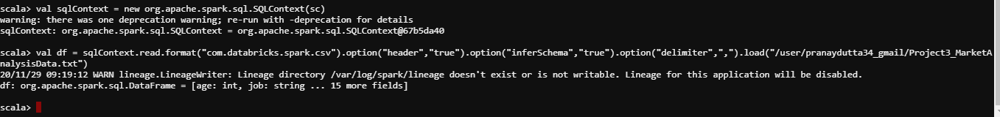 scala> val sqlContext = new org.apache.spark.sql.SQLContext(sc)
warning: there was one deprecation warning; re-run with -deprecation for details
sqlContext: org.apache.spark.sql.SQLContext = org.apache.spark.sql.SQLContext@67b5da40
scala> val df = sqlContext.read.format("com.databricks.spark.csv").option("header","true").option("inferSchema","true").option("delimiter",",").load("/user/pranaydutta34_gmail/Project3_MarketA
nalysisData.txt")
20/11/29 09:19:12 WARN lineage.LineageWriter: Lineage directory /var/log/spark/lineage doesn't exist or is not writable. Lineage for this application will be disabled.
df: org.apache.spark.sql.DataFrame = [age: int, job: string ... 15 more fields]
scala>